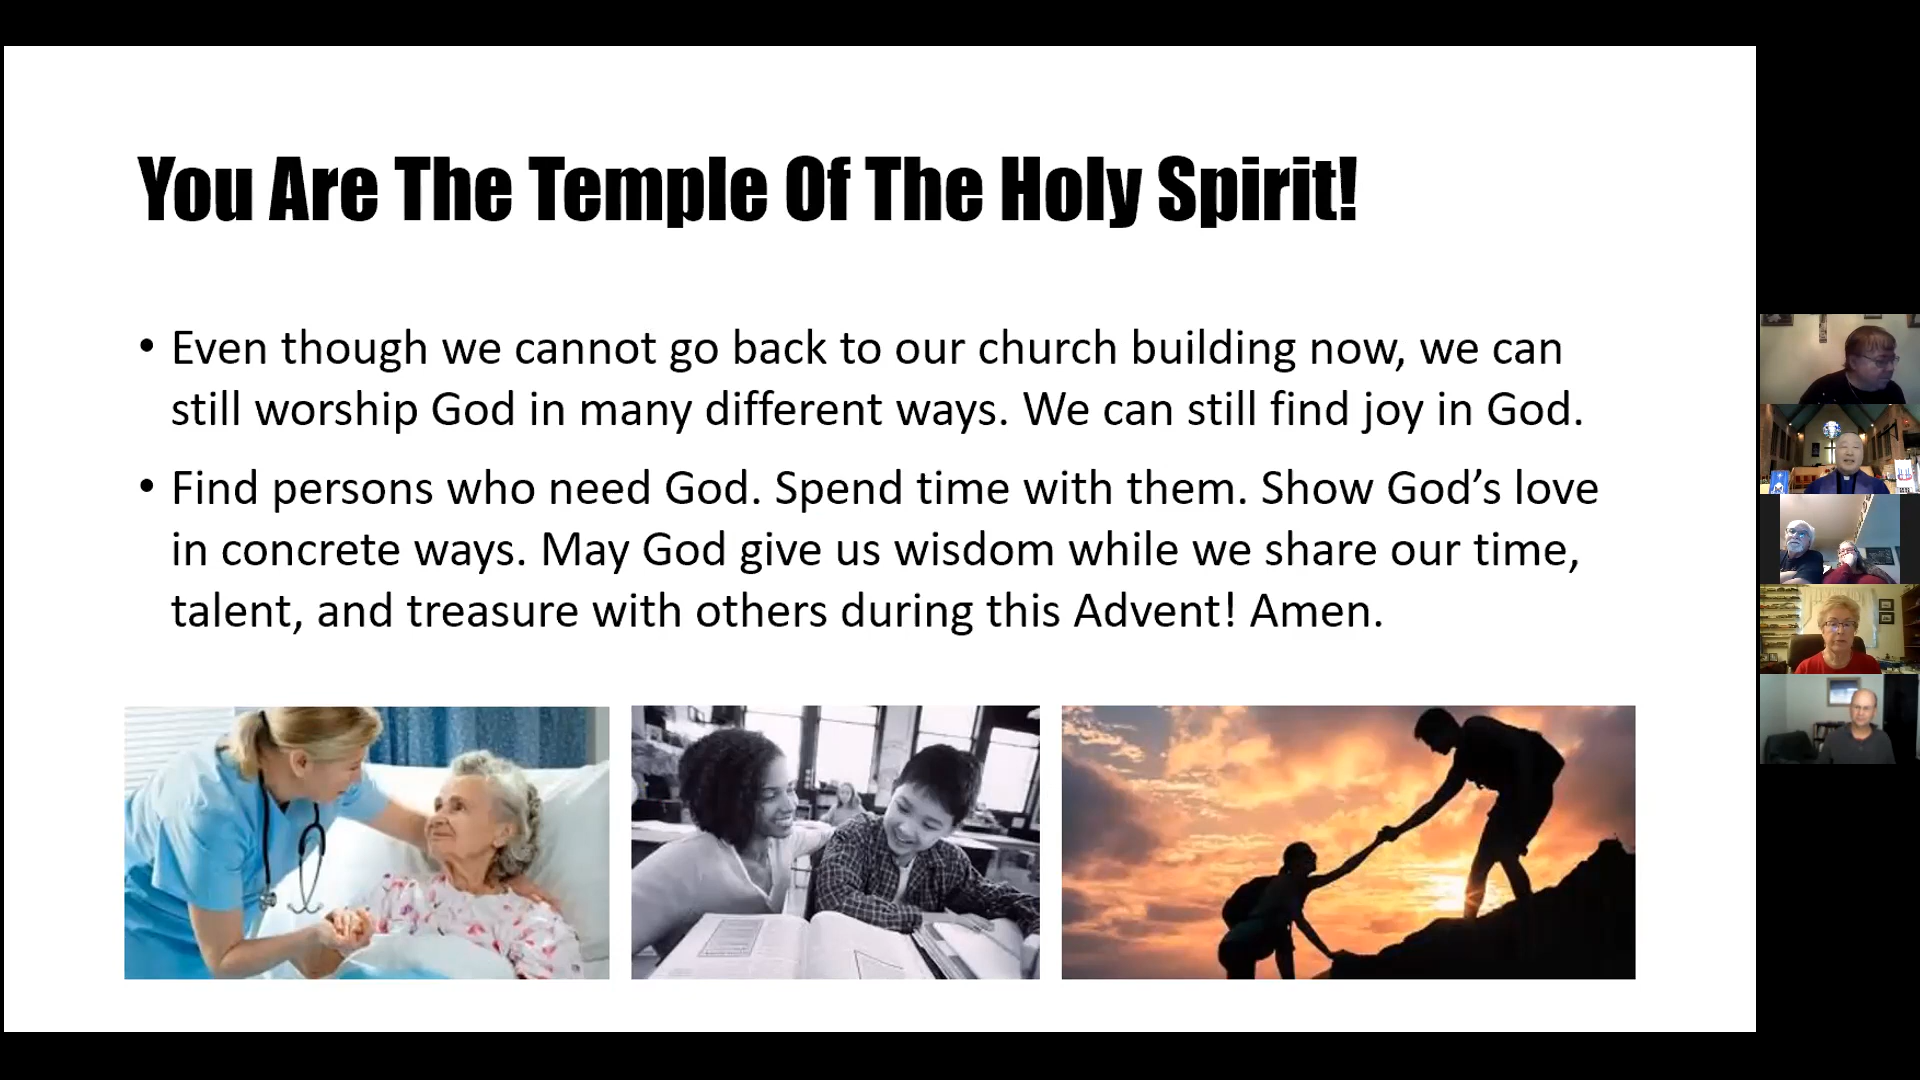 You Are The Temple Of The Holy Spirit!
• Even though we cannot go back to our church building now, we can
still worship God in many different ways. We can still find joy in God.
• Find persons who need God. Spend time with them. Show God’s love
in concrete ways. May God give us wisdom while we share our time,
talent, and treasure with others during this Advent! Amen.